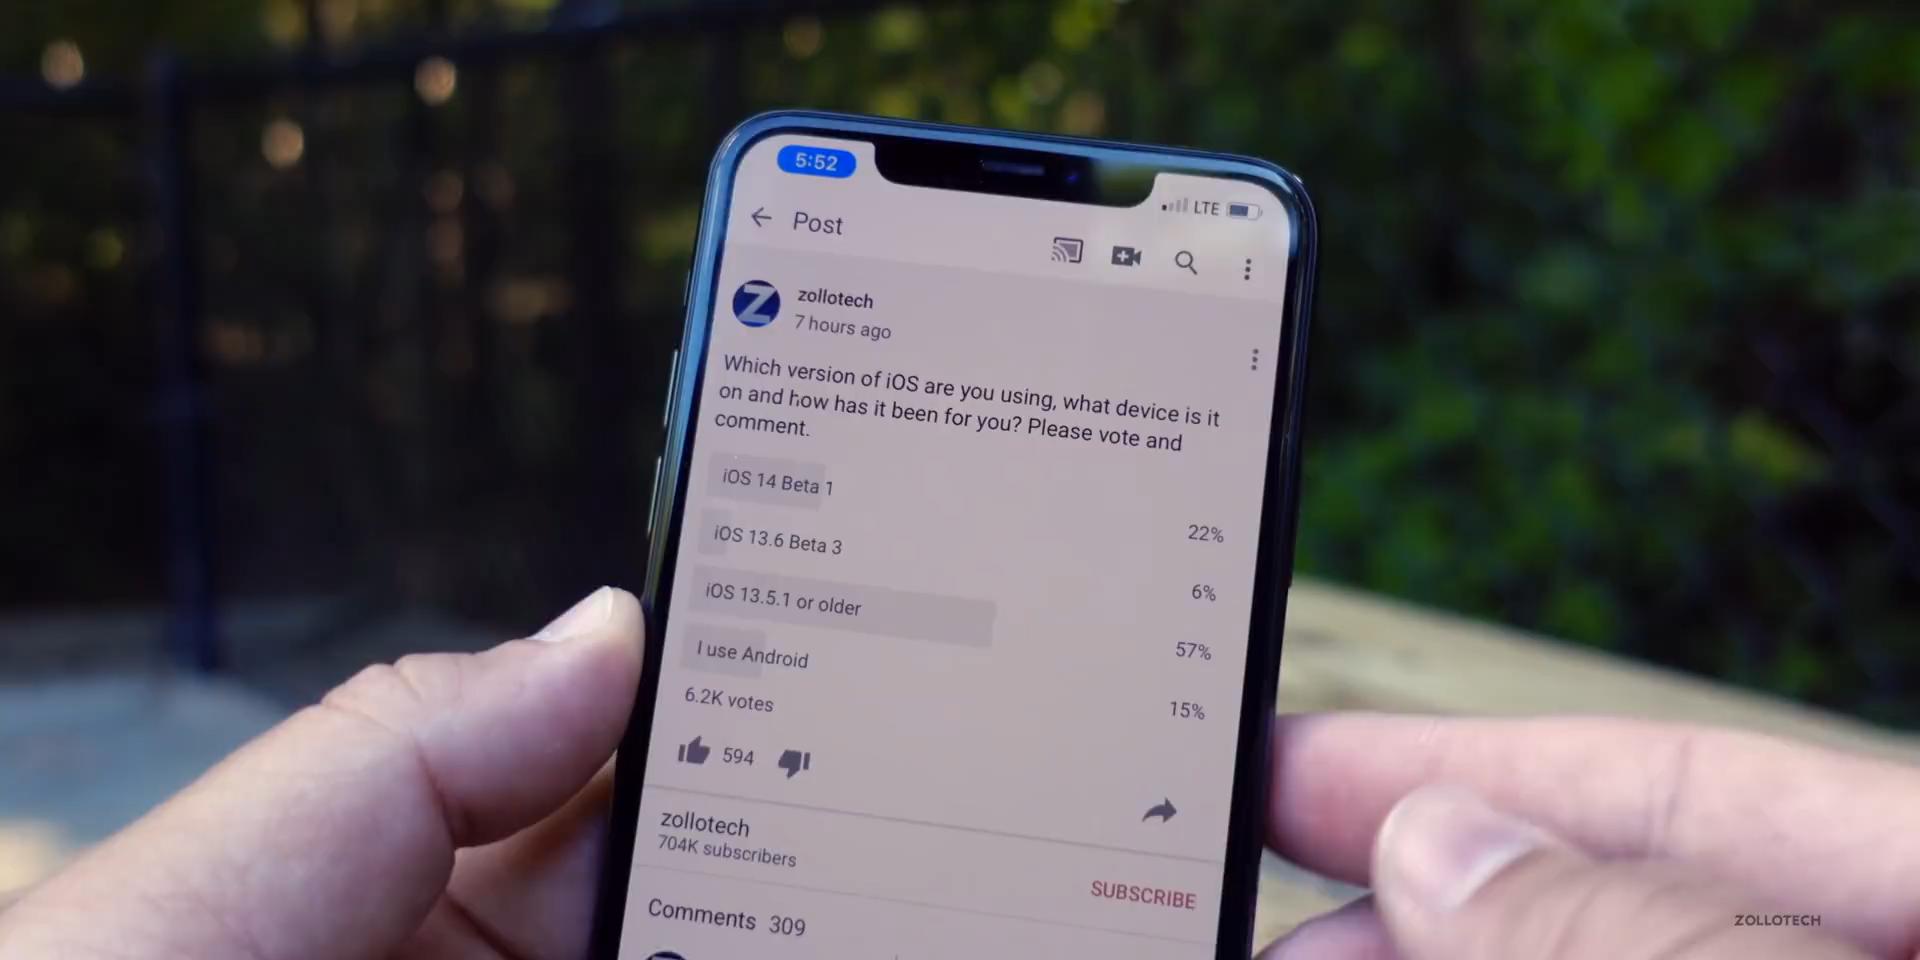 5:52
LTE
Post
zollotech
7 hours ago
Which version of iOS are you using, what device is it
on and how has it been for you? Please vote and
comment.
iOS 14 Beta 1
22%
iOS 13.6 Beta 3
6%
iOS 13.5.1 or older
57%
I use Android
15%
6.2K votes
594
zollotech
704K subscribers
SUBSCRIBE
Comments 309
ZOLLOTECH